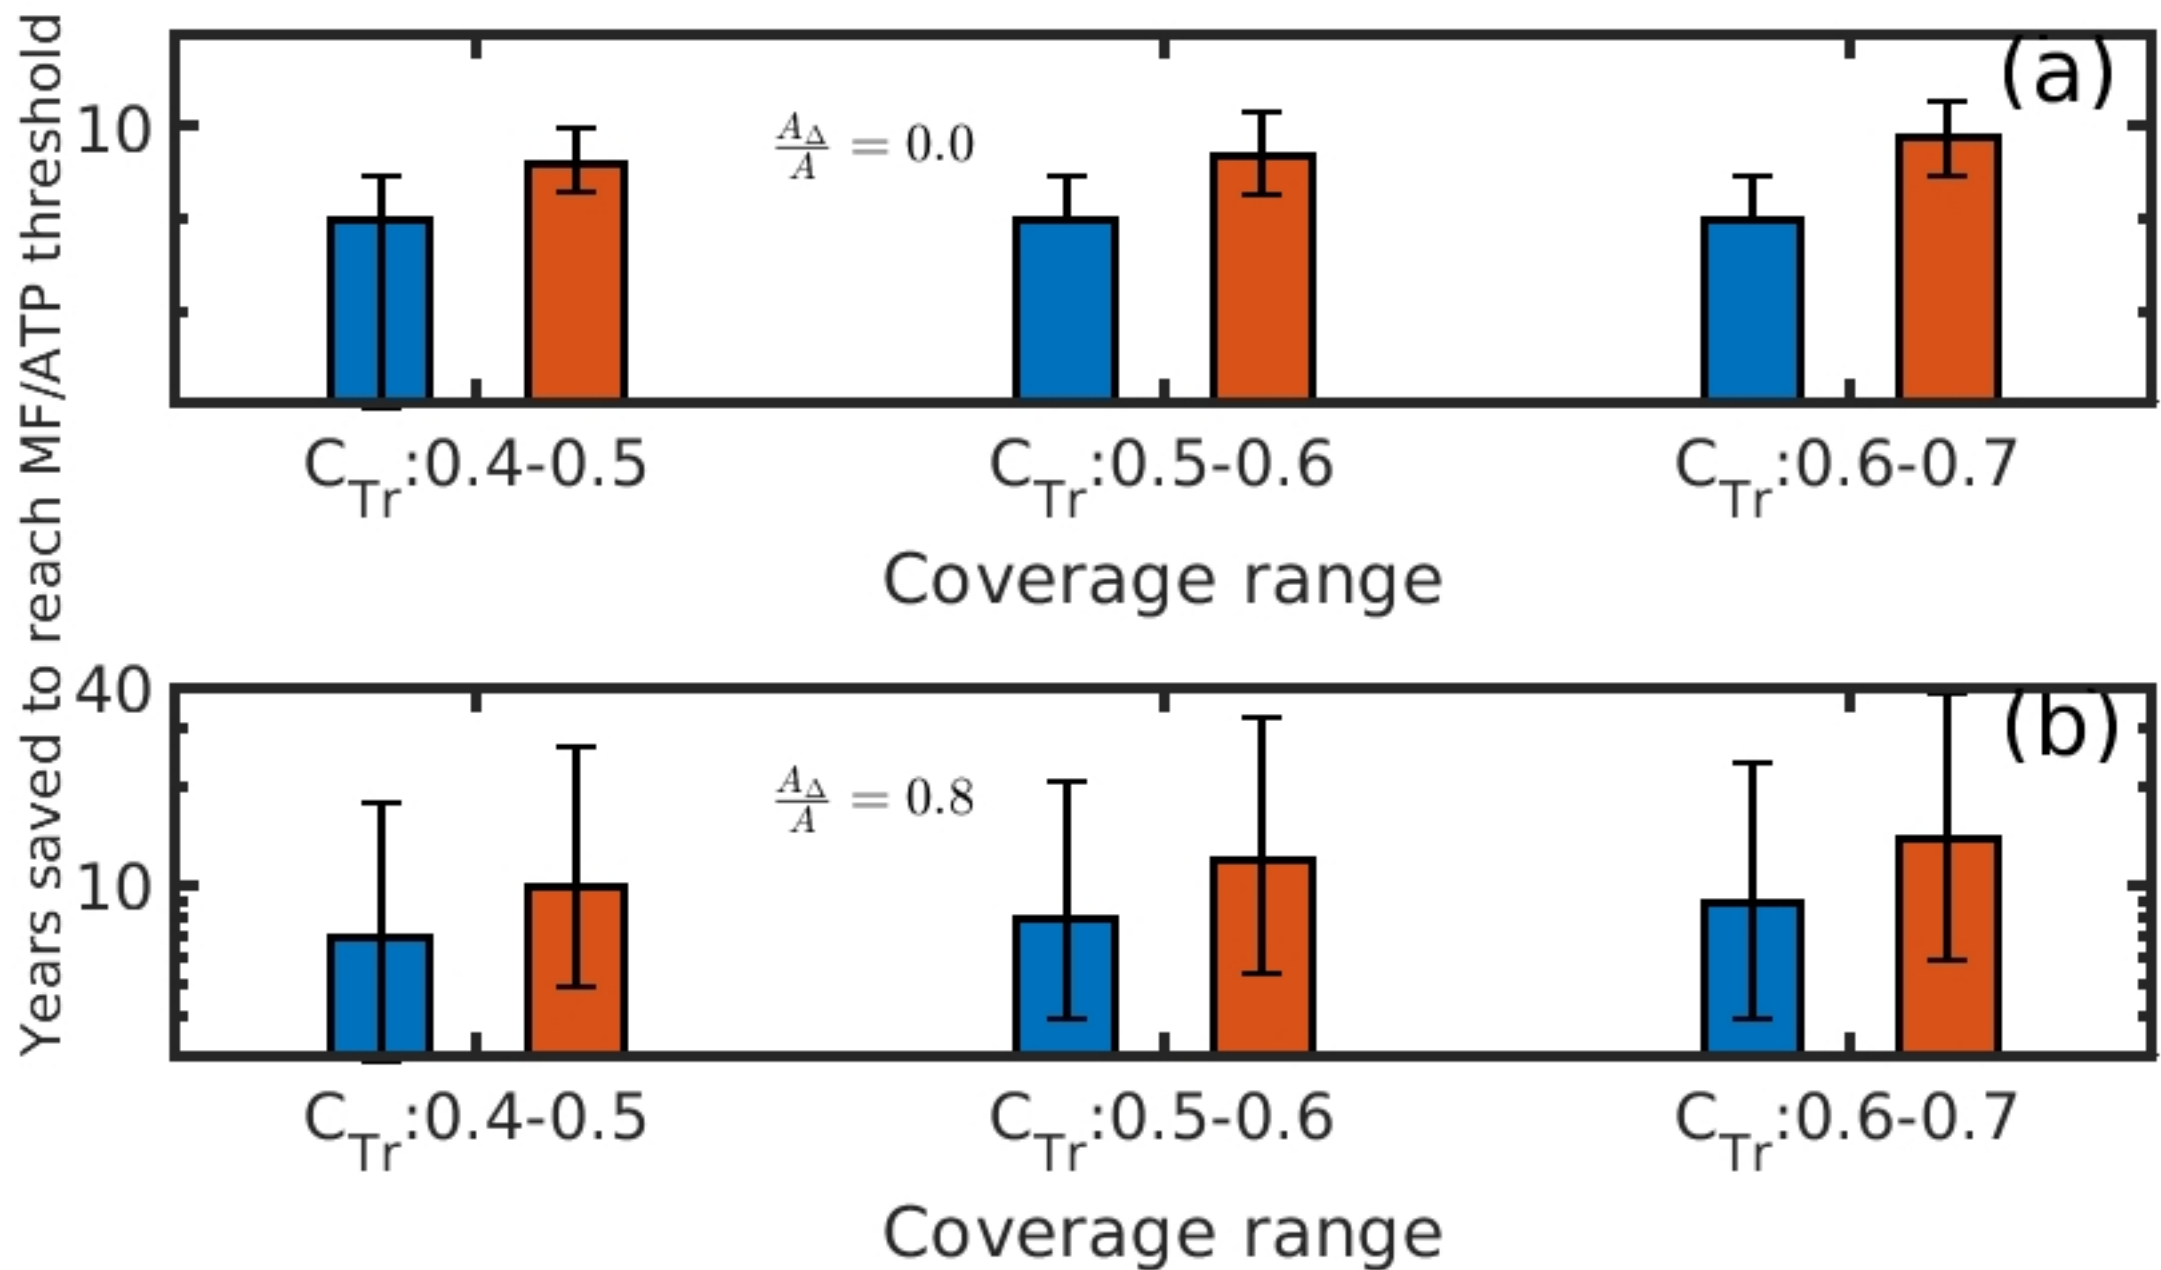 Years saved to reach MF/ATP threshold
(a)
10
A_Δ/A = 0.0
C_Tr:0.4-0.5 C_Tr:0.5-0.6 C_Tr:0.6-0.7
Coverage range
40
(b)
A_Δ/A = 0.8
10
C_Tr:0.4-0.5 C_Tr:0.5-0.6 C_Tr:0.6-0.7
Coverage range